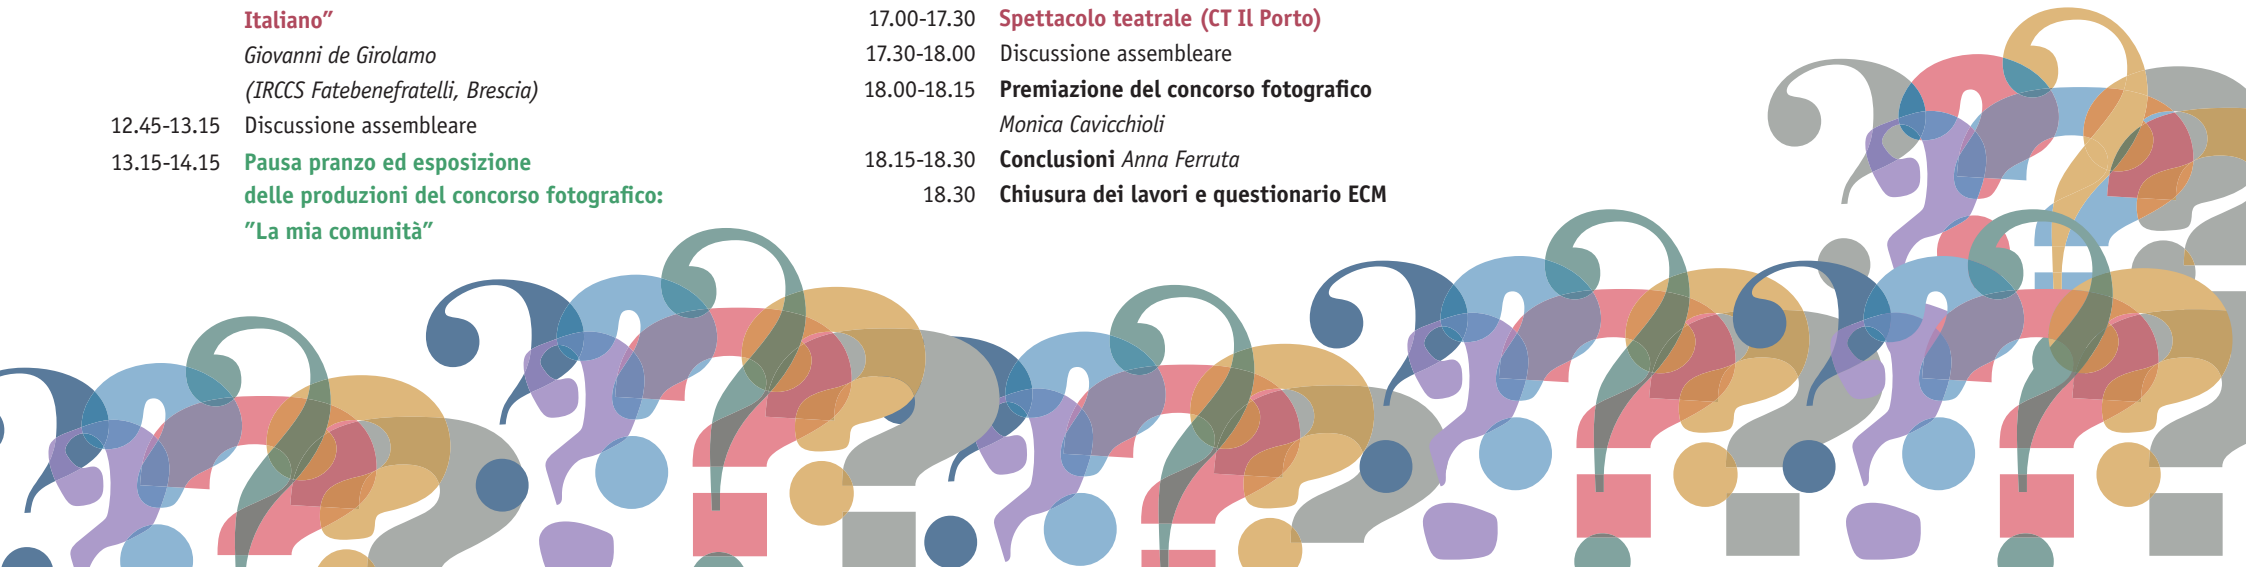 Italiano”
Giovanni de Girolamo
(IRCCS Fatebenefratelli, Brescia)
12.45-13.15 Discussione assembleare
13.15-14.15 Pausa pranzo ed esposizione
delle produzioni del concorso fotografico:
”La mia comunità”
17.00-17.30 Spettacolo teatrale (CT Il Porto)
17.30-18.00 Discussione assembleare
18.00-18.15 Premiazione del concorso fotografico
Monica Cavicchioli
18.15-18.30 Conclusioni Anna Ferruta
18.30 Chiusura dei lavori e questionario ECM